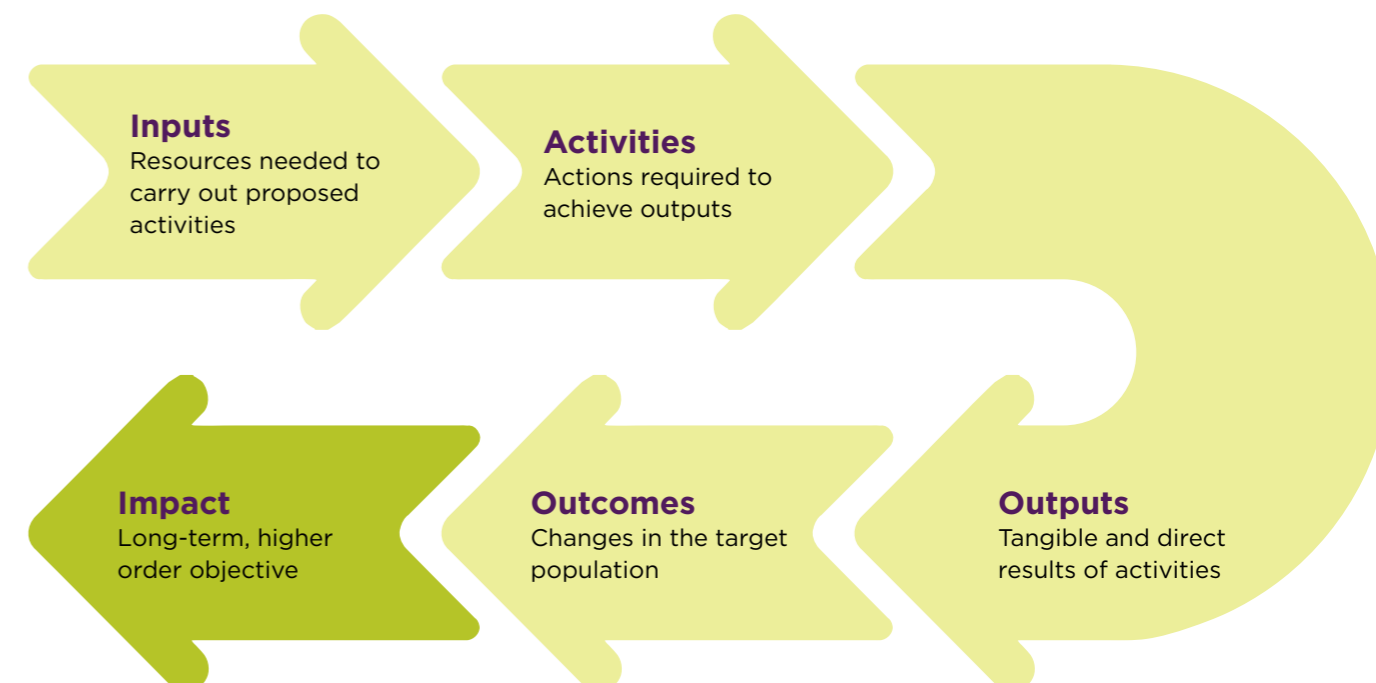 Inputs
Resources needed to
carry out proposed
activities
Activities
Actions required to
achieve outputs
Outputs
Tangible and direct
results of activities
Outcomes
Changes in the target
population
Impact
Long-term, higher
order objective